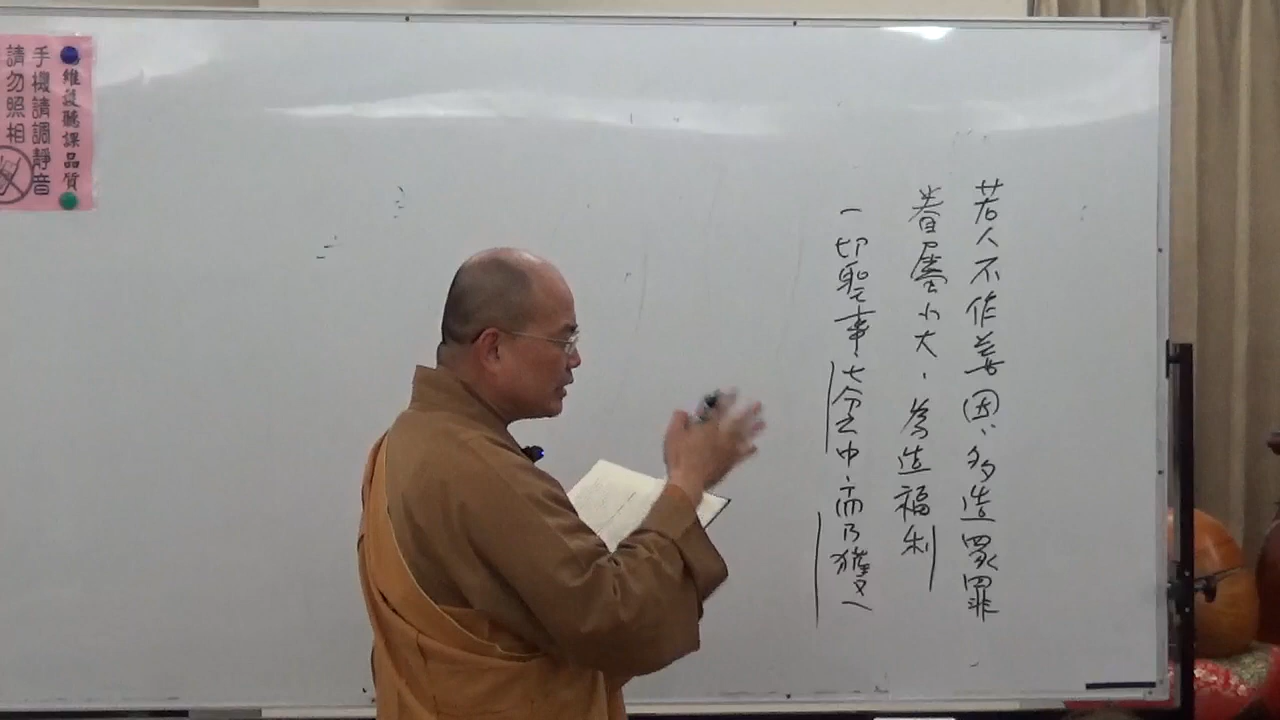 若人不作善因、多造眾罪
眷屬小大、為造福利
一切聖事、七分之中、而乃獲一
維護聽課品質
手機請調靜音
請勿照相